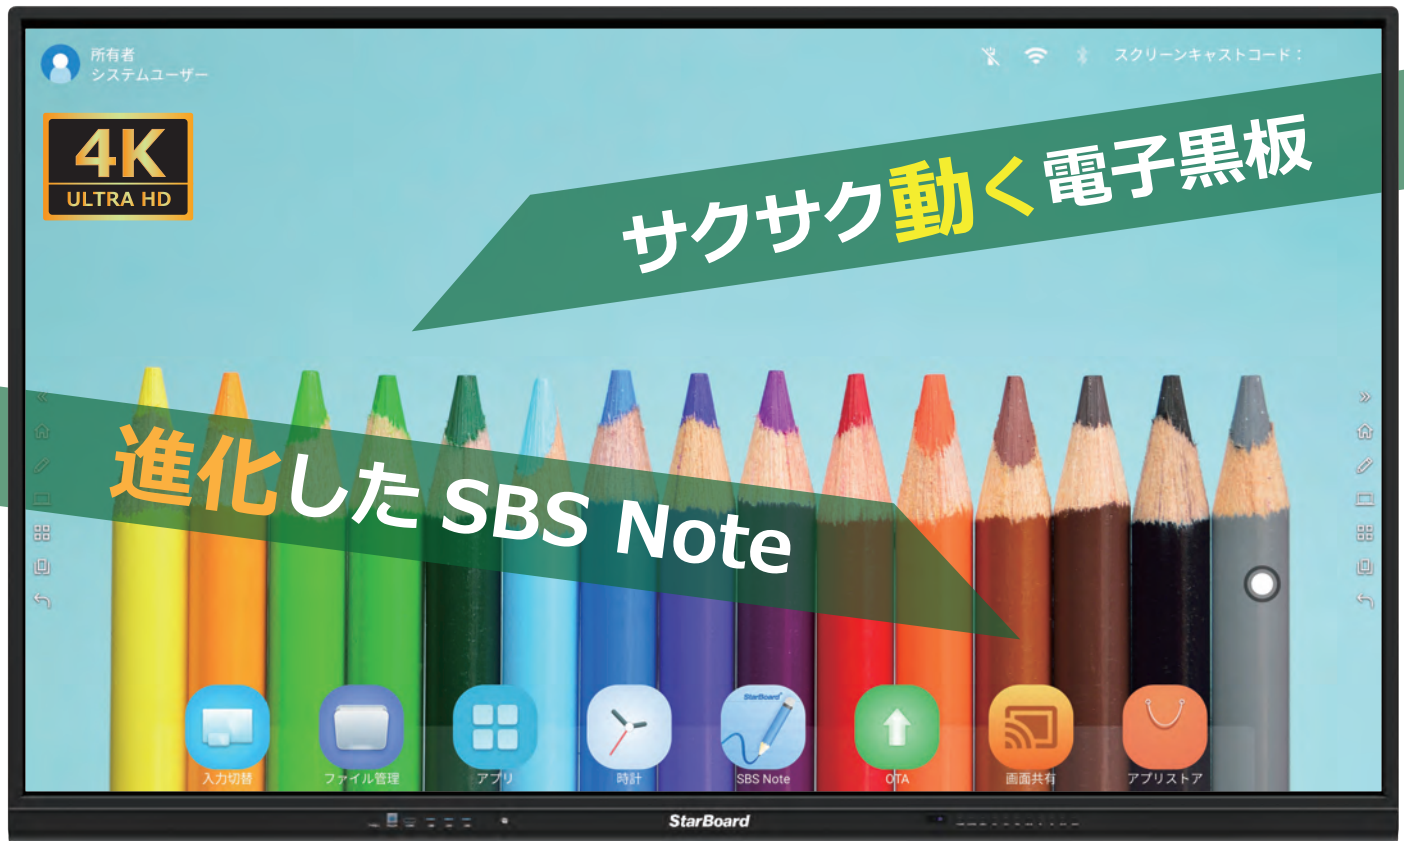 所有者
システムユーザー
スクリーンキャストコード：
4K
ULTRA HD
サクサク動く電子黒板
進化したSBS Note
StarBoard
入力切替
ファイル管理
アプリ
時計
SBS Note
OTA
画面共有
アプリストア
StarBoard